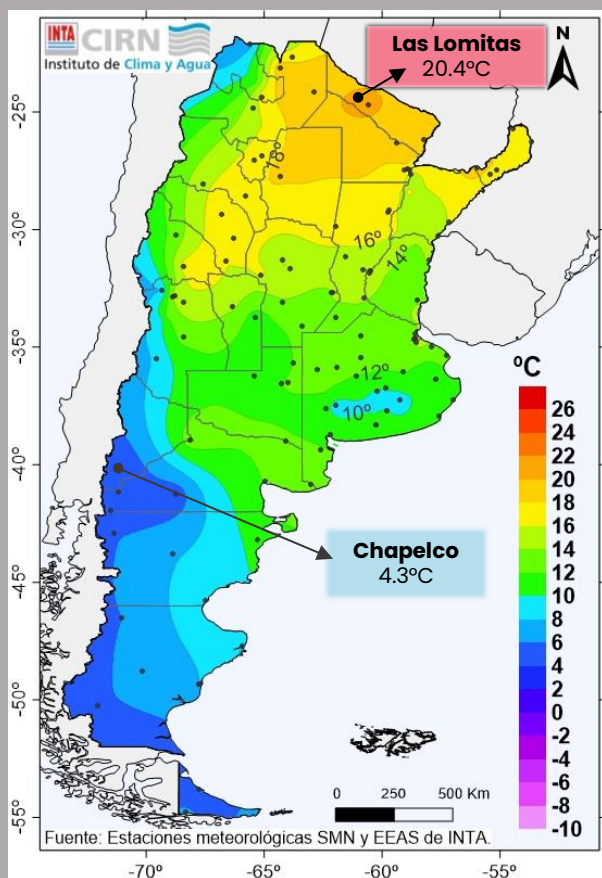 INTA
CIRN
Instituto de Clima y Agua
Las Lomitas
20.4ºC
N
-25°
-30°
-35°
-40°
-45°
-50°
-55°
18°
16°
14°
12°
10°
ºC
26
24
22
20
18
16
14
12
10
8
6
4
2
0
-2
-4
-6
-8
-10
Chapelco
4.3ºC
0 250 500 Km
Fuente: Estaciones meteorológicas SMN y EEAS de INTA.
-70° -65° -60° -55°